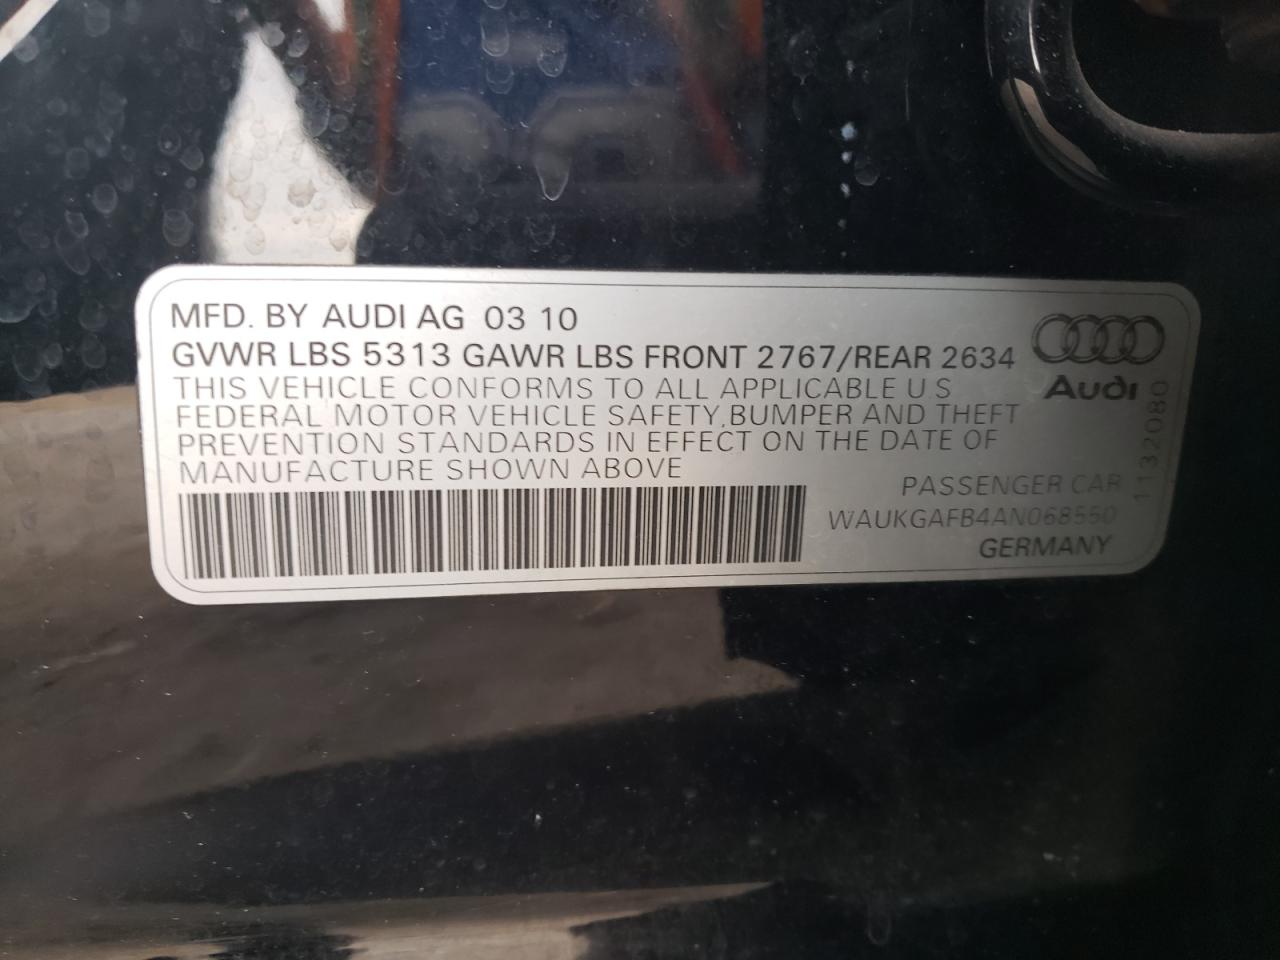 MFD. BY AUDI AG 03 10
GVWR LBS 5313 GAWR LBS FRONT 2767/REAR 2634
THIS VEHICLE CONFORMS TO ALL APPLICABLE U S
FEDERAL MOTOR VEHICLE SAFETY, BUMPER AND THEFT
PREVENTION STANDARDS IN EFFECT ON THE DATE OF
MANUFACTURE SHOWN ABOVE
Audi
PASSENGER CAR
WAUKGAFB4AN068550
GERMANY
1132080